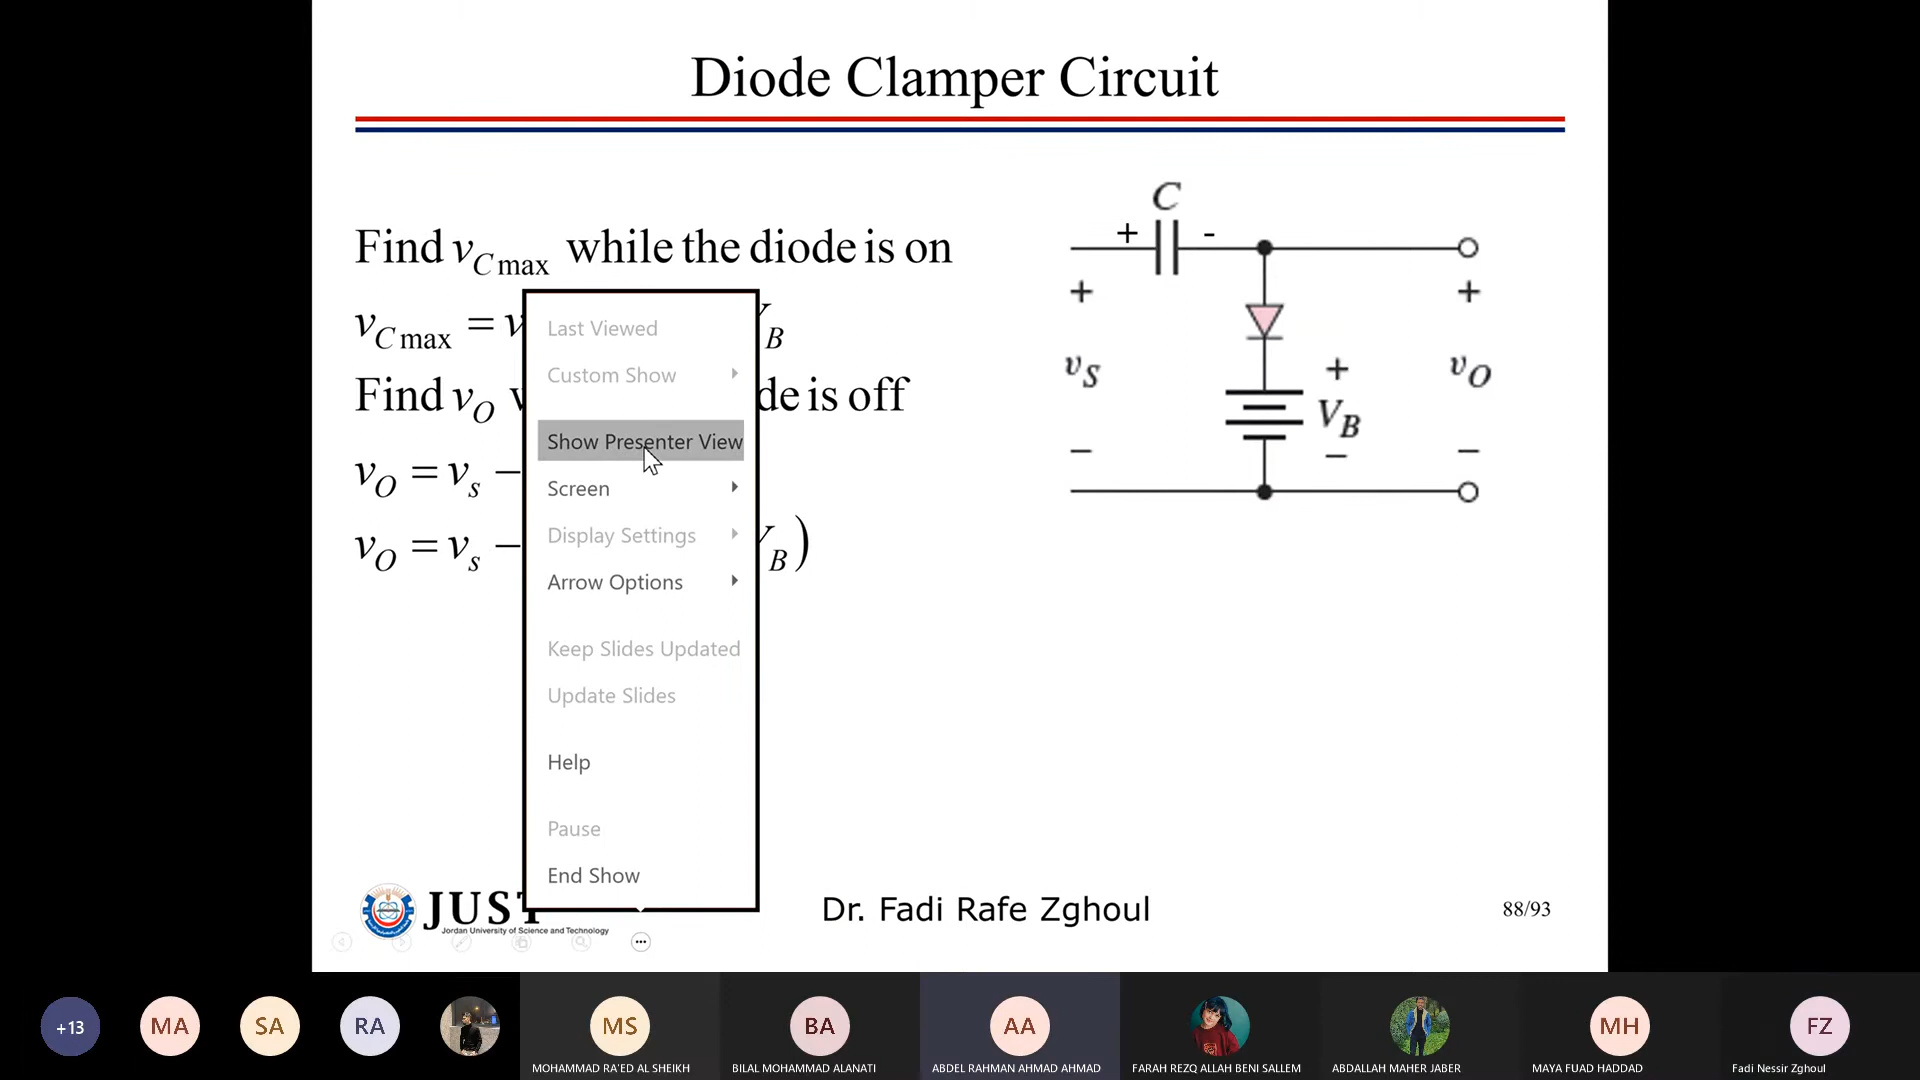 Diode Clamper Circuit
Find vC max while the diode is on
vC max = v
B
Find vO
de is off
vO = vs −
vO = vs −
B )
C
+ -
+ +
vS
+
VB
−
vO
− −
Last Viewed
Custom Show
Show Presenter View
Screen
Display Settings
Arrow Options
Keep Slides Updated
Update Slides
Help
Pause
End Show
JUST
Jordan University of Science and Technology
Dr. Fadi Rafe Zghoul
88/93
+13
MA
SA
RA
MS
BA
AA
MH
FZ
MOHAMMAD RA'ED AL SHEIKH
BILAL MOHAMMAD ALANATI
ABDEL RAHMAN AHMAD AHMAD
FARAH REZQ ALLAH BENI SALLEM
ABDALLAH MAHER JABER
MAYA FUAD HADDAD
Fadi Nessir Zghoul